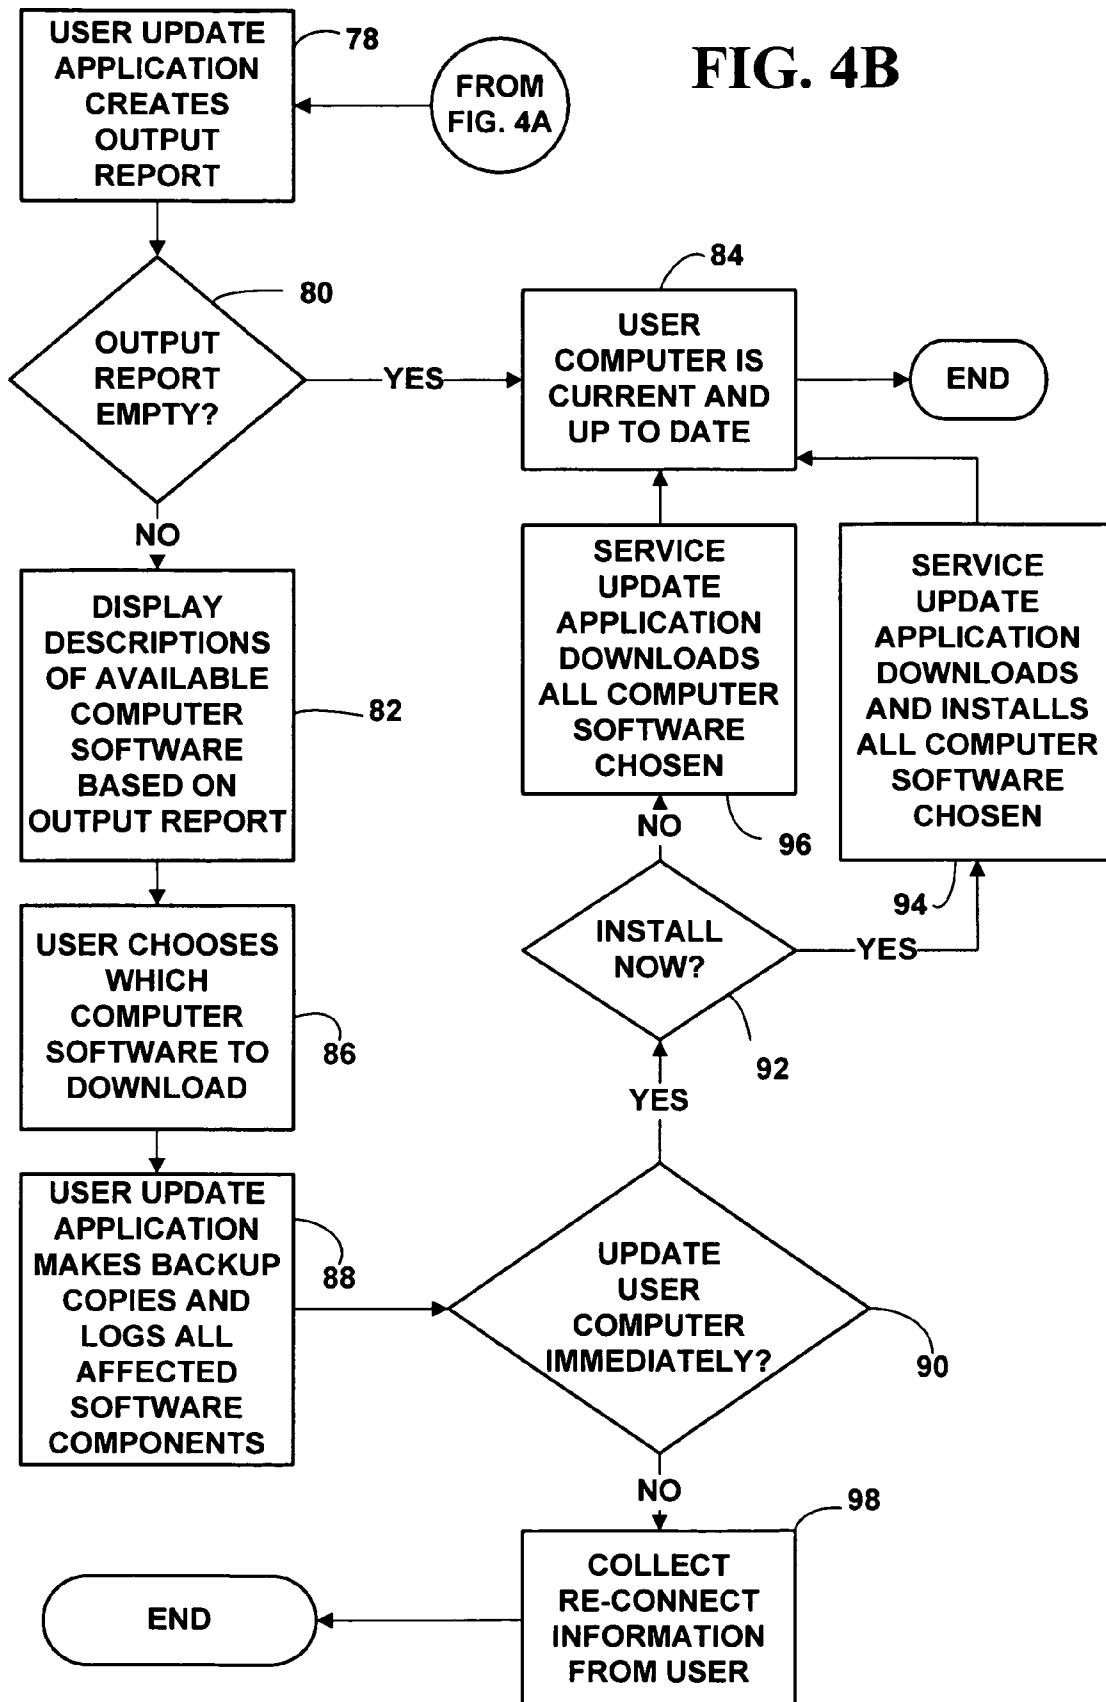 FIG. 4B
USER UPDATE
APPLICATION
CREATES
OUTPUT
REPORT
78
FROM
FIG. 4A
80
OUTPUT
REPORT
EMPTY?
YES
NO
84
USER
COMPUTER IS
CURRENT AND
UP TO DATE
END
DISPLAY
DESCRIPTIONS
OF AVAILABLE
COMPUTER
SOFTWARE
BASED ON
OUTPUT REPORT
82
SERVICE
UPDATE
APPLICATION
DOWNLOADS
ALL COMPUTER
SOFTWARE
CHOSEN
96
SERVICE
UPDATE
APPLICATION
DOWNLOADS
AND INSTALLS
ALL COMPUTER
SOFTWARE
CHOSEN
94
NO
INSTALL
NOW?
YES
92
USER CHOOSES
WHICH
COMPUTER
SOFTWARE TO
DOWNLOAD
86
YES
USER UPDATE
APPLICATION
MAKES BACKUP
COPIES AND
LOGS ALL
AFFECTED
SOFTWARE
COMPONENTS
88
UPDATE
USER
COMPUTER
IMMEDIATELY?
90
NO
98
COLLECT
RE-CONNECT
INFORMATION
FROM USER
END